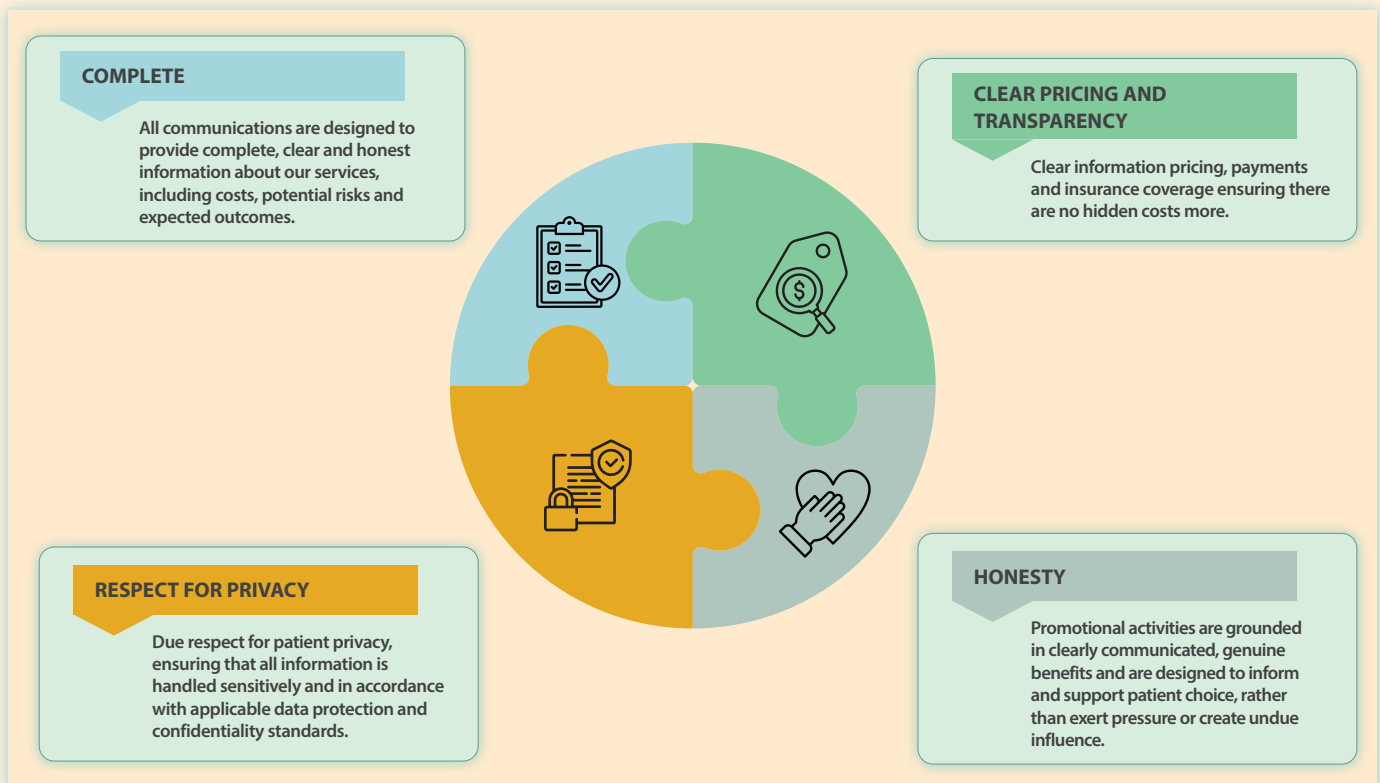 COMPLETE
All communications are designed to
provide complete, clear and honest
information about our services,
including costs, potential risks and
expected outcomes.
CLEAR PRICING AND
TRANSPARENCY
Clear information pricing, payments
and insurance coverage ensuring there
are no hidden costs more.
$
RESPECT FOR PRIVACY
Due respect for patient privacy,
ensuring that all information is
handled sensitively and in accordance
with applicable data protection and
confidentiality standards.
HONESTY
Promotional activities are grounded
in clearly communicated, genuine
benefits and are designed to inform
and support patient choice, rather
than exert pressure or create undue
influence.